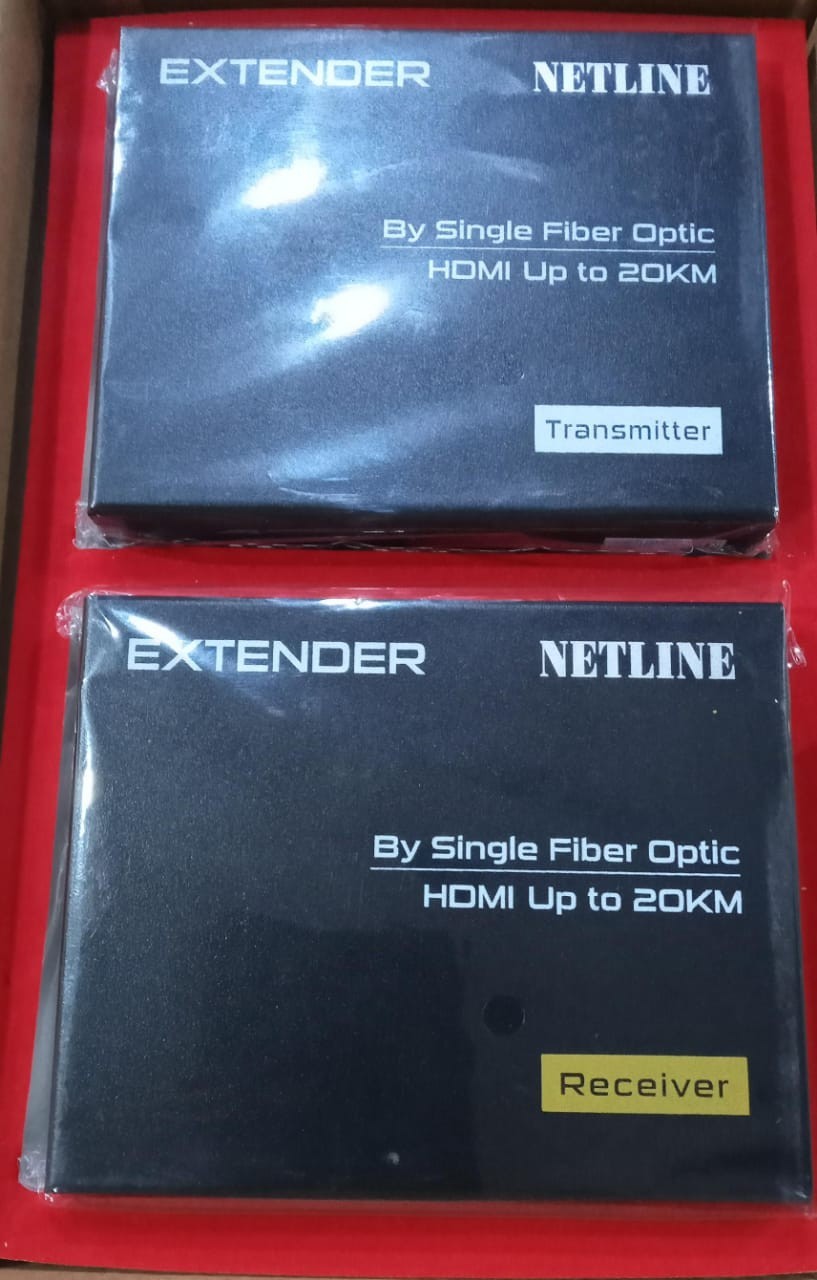 EXTENDER NETLINE
By Single Fiber Optic
HDMI Up to 20KM
Transmitter
EXTENDER NETLINE
By Single Fiber Optic
HDMI Up to 20KM
Receiver